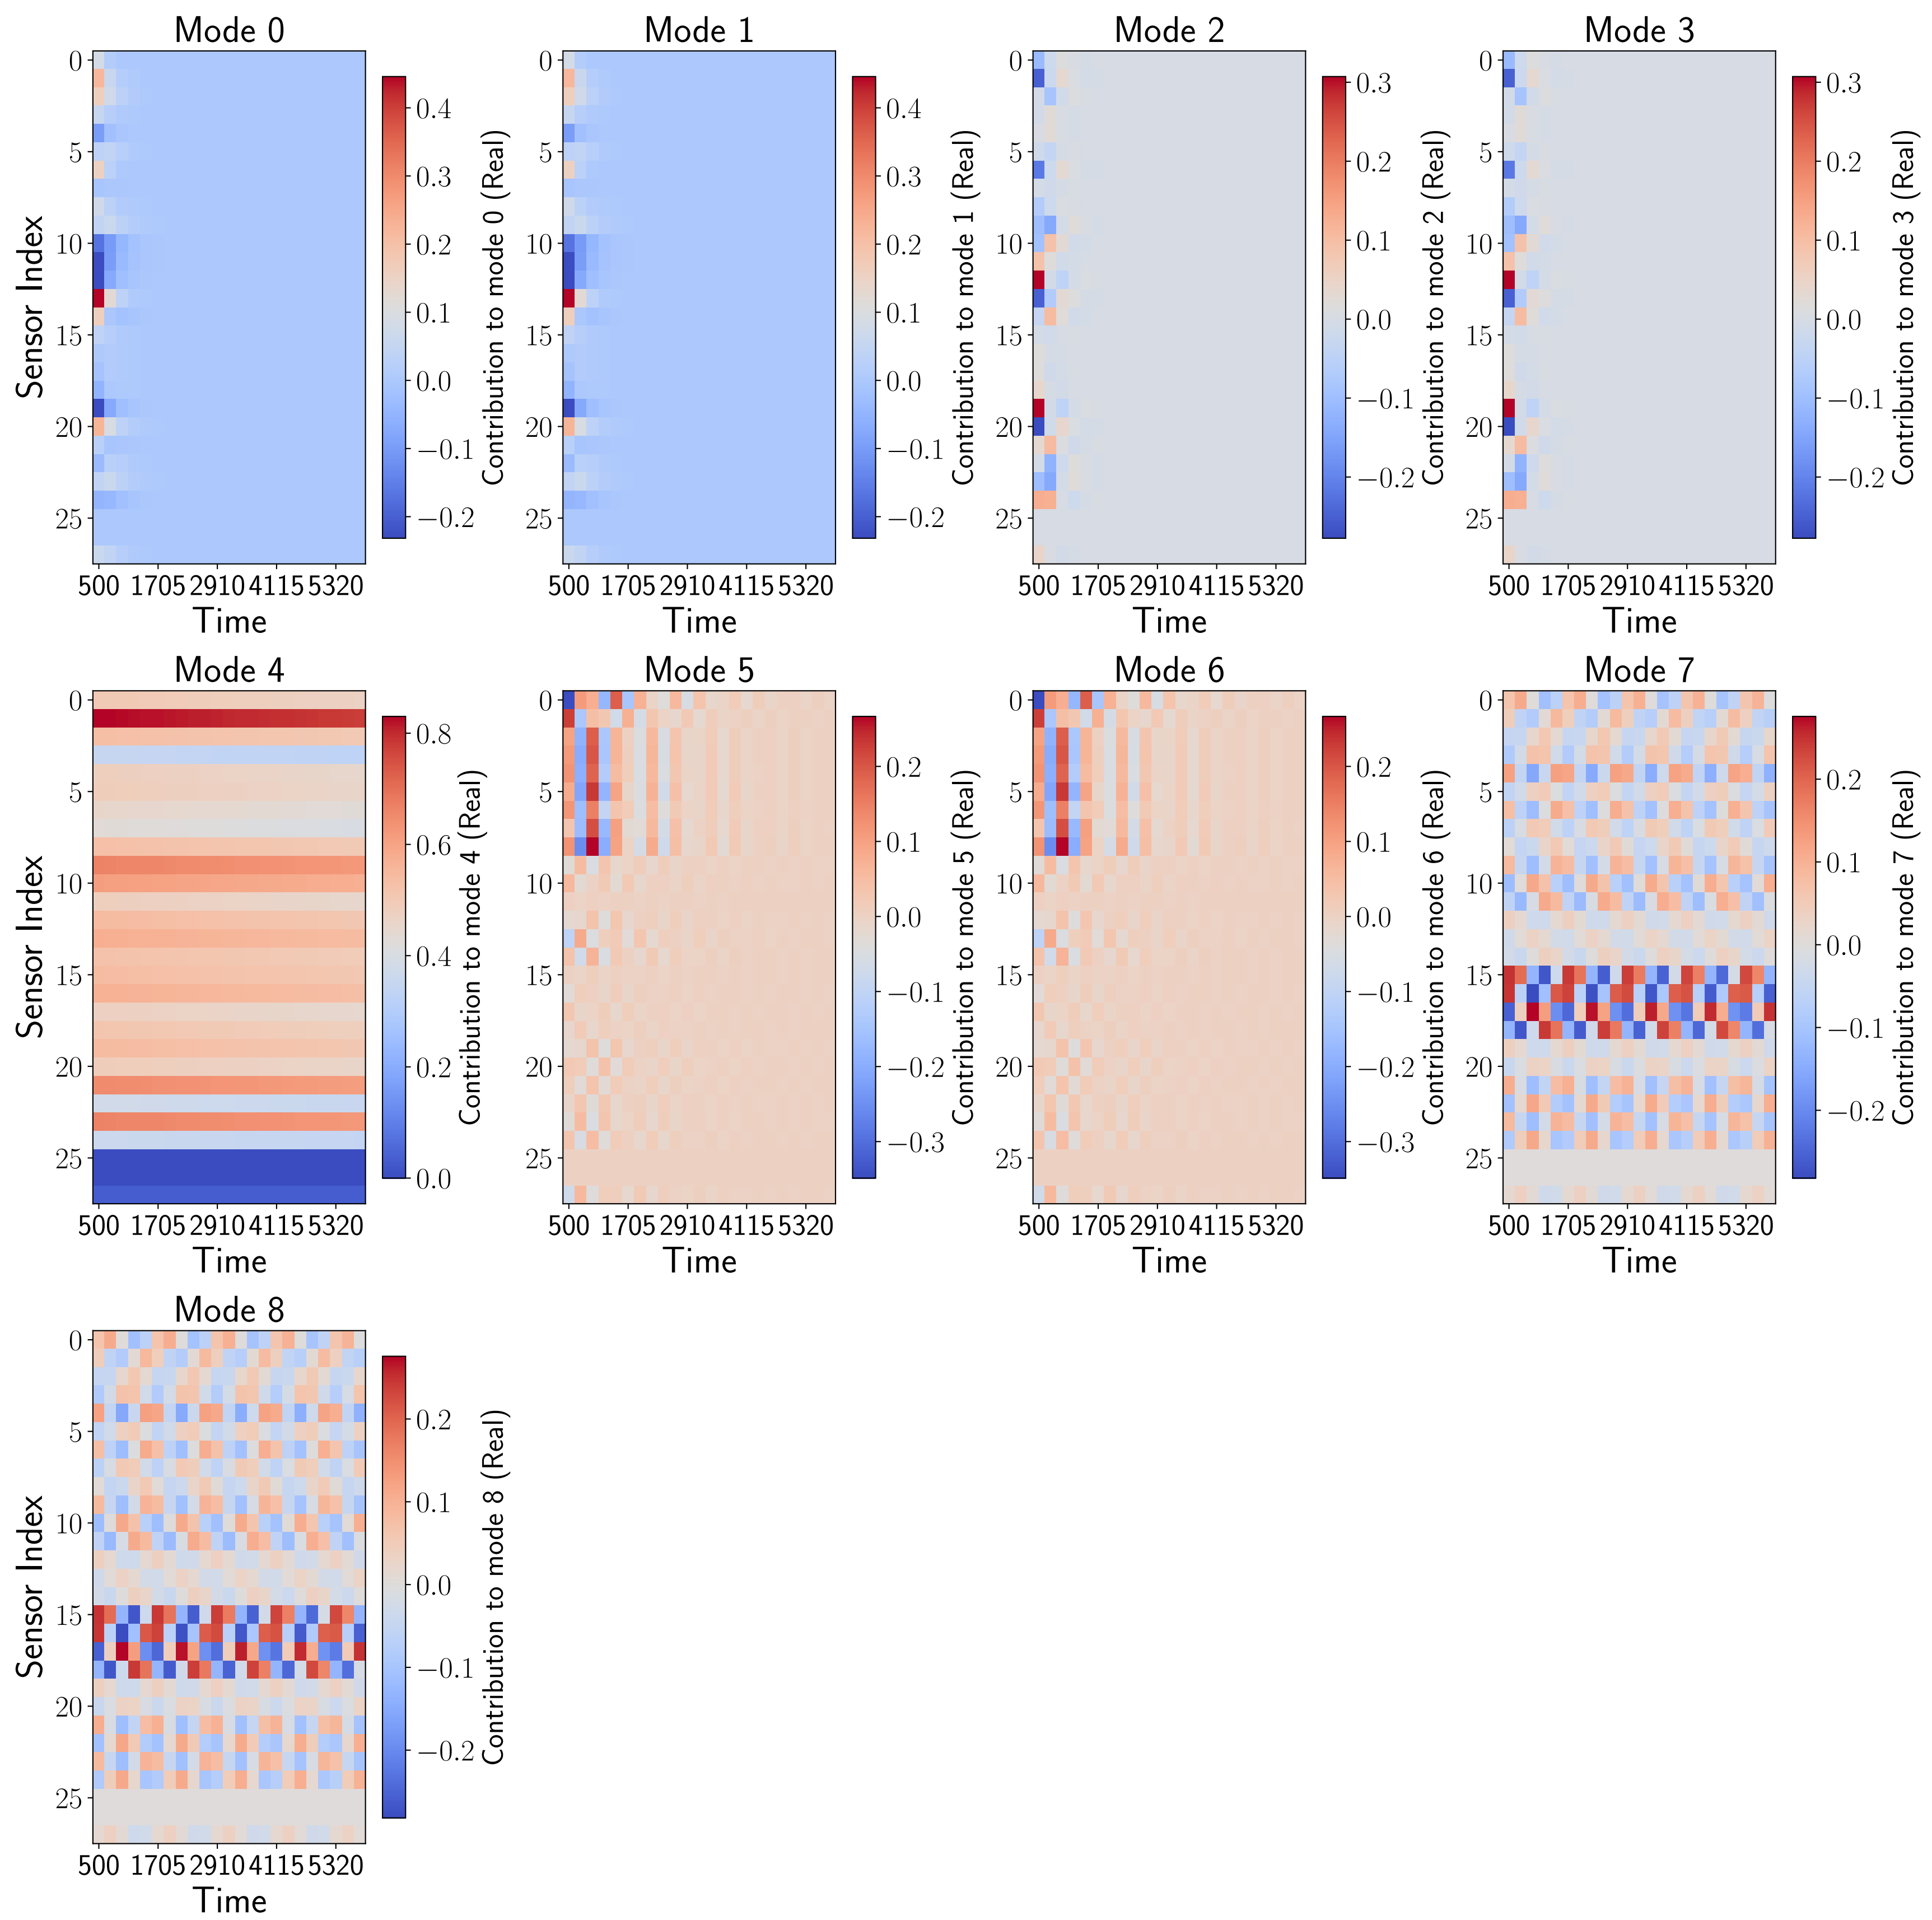 Mode 0
Mode 1
Mode 2
Mode 3
0
5
10
15
20
25
Sensor Index
500 1705 2910 4115 5320
Time
0.4
0.3
0.2
0.1
0.0
−0.1
−0.2
Contribution to mode 0 (Real)
0
5
10
15
20
25
500 1705 2910 4115 5320
Time
0.4
0.3
0.2
0.1
0.0
−0.1
−0.2
Contribution to mode 1 (Real)
0
5
10
15
20
25
500 1705 2910 4115 5320
Time
0.3
0.2
0.1
0.0
−0.1
−0.2
Contribution to mode 2 (Real)
0
5
10
15
20
25
500 1705 2910 4115 5320
Time
0.3
0.2
0.1
0.0
−0.1
−0.2
Contribution to mode 3 (Real)
Mode 4
Mode 5
Mode 6
Mode 7
0
5
10
15
20
25
Sensor Index
500 1705 2910 4115 5320
Time
0.8
0.6
0.4
0.2
0.0
Contribution to mode 4 (Real)
0
5
10
15
20
25
500 1705 2910 4115 5320
Time
0.2
0.1
0.0
−0.1
−0.2
−0.3
Contribution to mode 5 (Real)
0
5
10
15
20
25
500 1705 2910 4115 5320
Time
0.2
0.1
0.0
−0.1
−0.2
−0.3
Contribution to mode 6 (Real)
0
5
10
15
20
25
500 1705 2910 4115 5320
Time
0.2
0.1
0.0
−0.1
−0.2
Contribution to mode 7 (Real)
Mode 8
0
5
10
15
20
25
Sensor Index
500 1705 2910 4115 5320
Time
0.2
0.1
0.0
−0.1
−0.2
Contribution to mode 8 (Real)